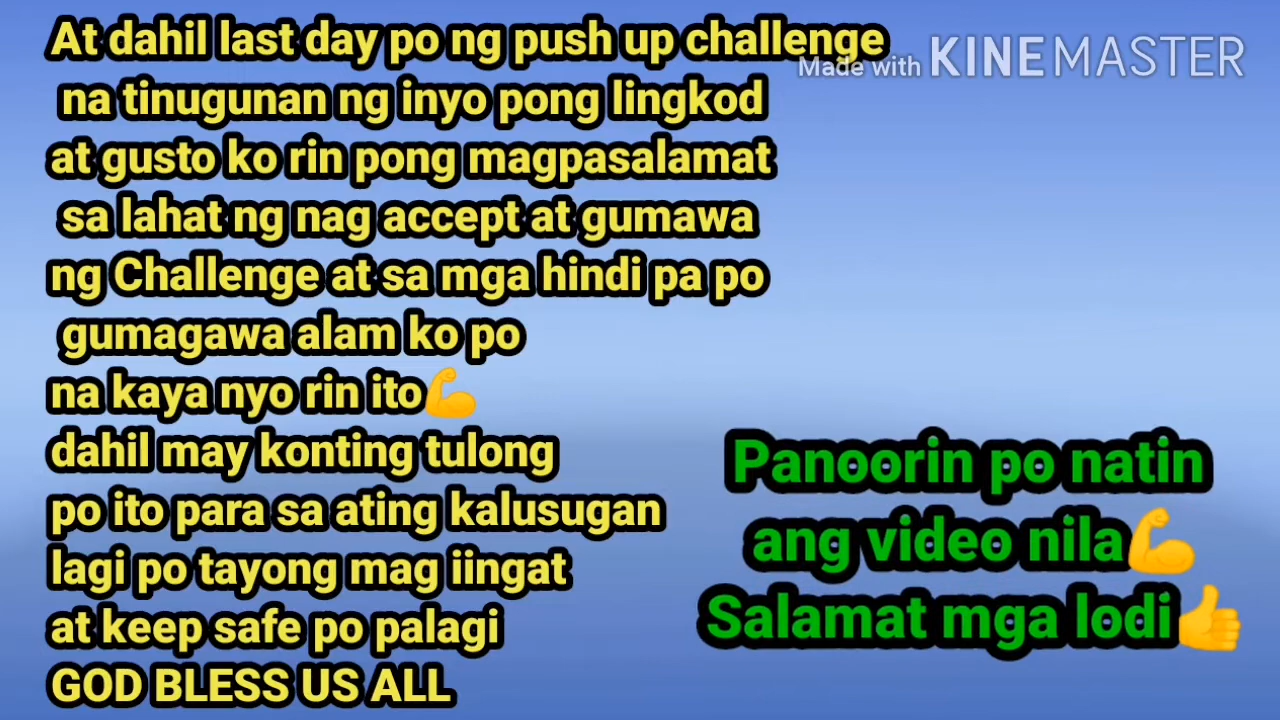 At dahil last day po ng push up challenge
na tinugunan ng inyo pong lingkod
at gusto ko rin pong magpasalamat
sa lahat ng nag accept at gumawa
ng Challenge at sa mga hindi pa po
gumagawa alam ko po
na kaya nyo rin ito💪
dahil may konting tulong
po ito para sa ating kalusugan
lagi po tayong mag iingat
at keep safe po palagi
GOD BLESS US ALL
Made with KINEMASTER
Panoorin po natin
ang video nila💪
Salamat mga lodi👍